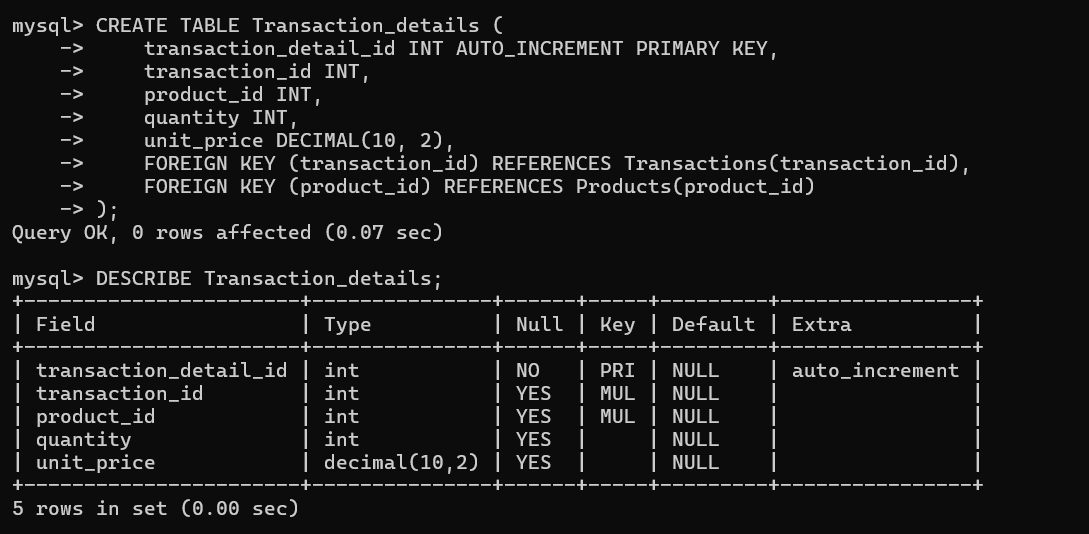 mysql> CREATE TABLE Transaction_details (
    ->     transaction_detail_id INT AUTO_INCREMENT PRIMARY KEY,
    ->     transaction_id INT,
    ->     product_id INT,
    ->     quantity INT,
    ->     unit_price DECIMAL(10, 2),
    ->     FOREIGN KEY (transaction_id) REFERENCES Transactions(transaction_id),
    ->     FOREIGN KEY (product_id) REFERENCES Products(product_id)
    -> );
Query OK, 0 rows affected (0.07 sec)

mysql> DESCRIBE Transaction_details;
+-----------------------+---------------+------+-----+---------+----------------+
| Field                 | Type          | Null | Key | Default | Extra          |
+-----------------------+---------------+------+-----+---------+----------------+
| transaction_detail_id | int           | NO   | PRI | NULL    | auto_increment |
| transaction_id        | int           | YES  | MUL | NULL    |                |
| product_id            | int           | YES  | MUL | NULL    |                |
| quantity              | int           | YES  |     | NULL    |                |
| unit_price            | decimal(10,2) | YES  |     | NULL    |                |
+-----------------------+---------------+------+-----+---------+----------------+
5 rows in set (0.00 sec)